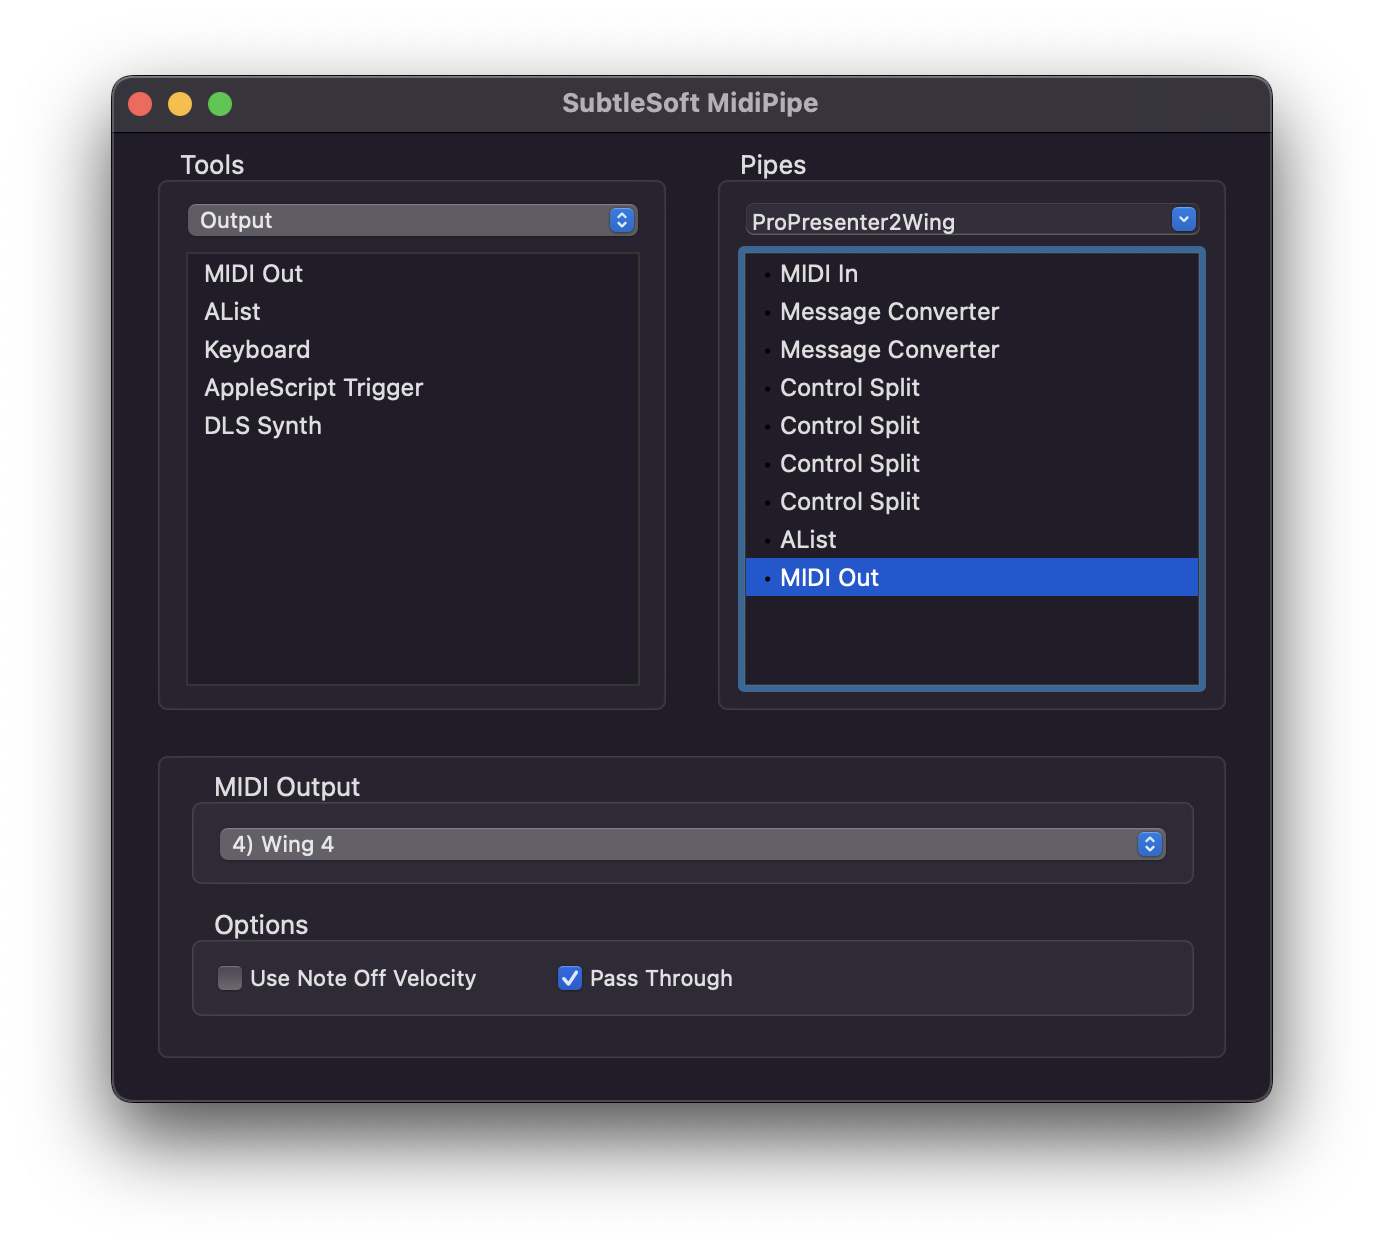 SubtleSoft MidiPipe
Tools
Output
MIDI Out
AList
Keyboard
AppleScript Trigger
DLS Synth
Pipes
ProPresenter2Wing
MIDI In
Message Converter
Message Converter
Control Split
Control Split
Control Split
Control Split
AList
MIDI Out
MIDI Output
4) Wing 4
Options
Use Note Off Velocity
Pass Through